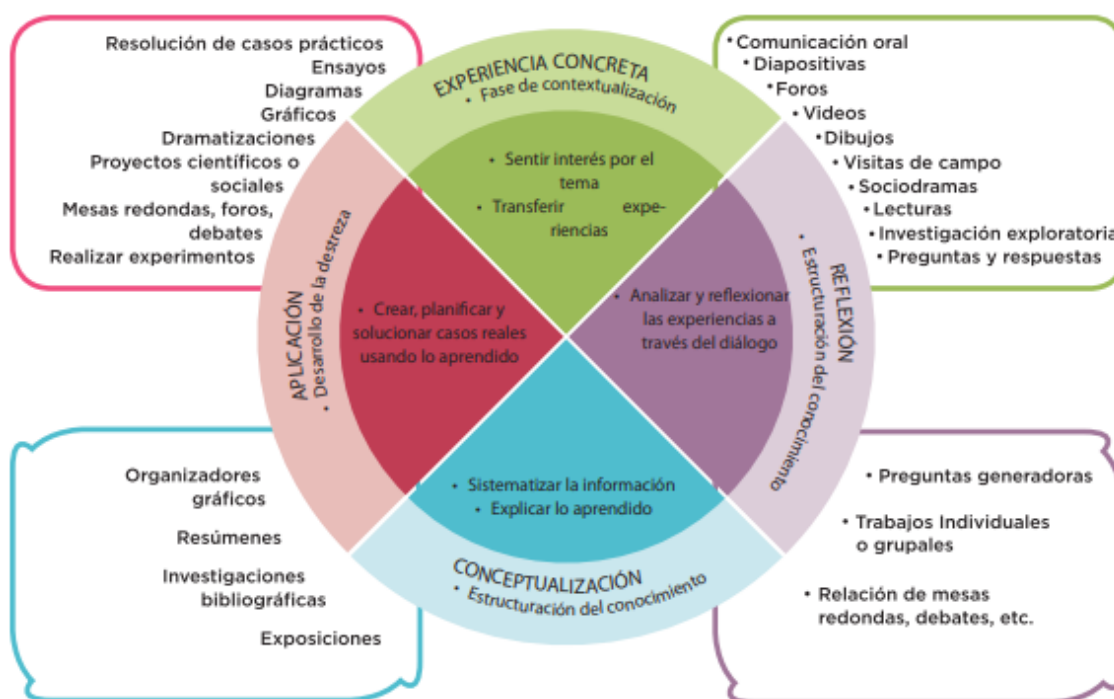 Resolución de casos prácticos
Ensayos
Diagramas
Gráficos
Dramatizaciones
Proyectos científicos o
sociales
Mesas redondas, foros,
debates
Realizar experimentos
EXPERIENCIA CONCRETA
• Fase de contextualización
• Sentir interés por el
tema
• Transferir expe-
riencias
• Comunicación oral
• Diapositivas
• Foros
• Videos
• Dibujos
• Visitas de campo
• Sociodramas
• Lecturas
• Investigación exploratoria
• Preguntas y respuestas
APLICACIÓN
• Desarrollo de la destreza
• Crear, planificar y
solucionar casos reales
usando lo aprendido
• Analizar y reflexionar
las experiencias a
través del diálogo
REFLEXIÓN
• Estructuración del conocimiento
Organizadores
gráficos
Resúmenes
Investigaciones
bibliográficas
Exposiciones
• Sistematizar la información
• Explicar lo aprendido
CONCEPTUALIZACIÓN
• Estructuración del conocimiento
• Preguntas generadoras
• Trabajos Individuales
o grupales
• Relación de mesas
redondas, debates, etc.